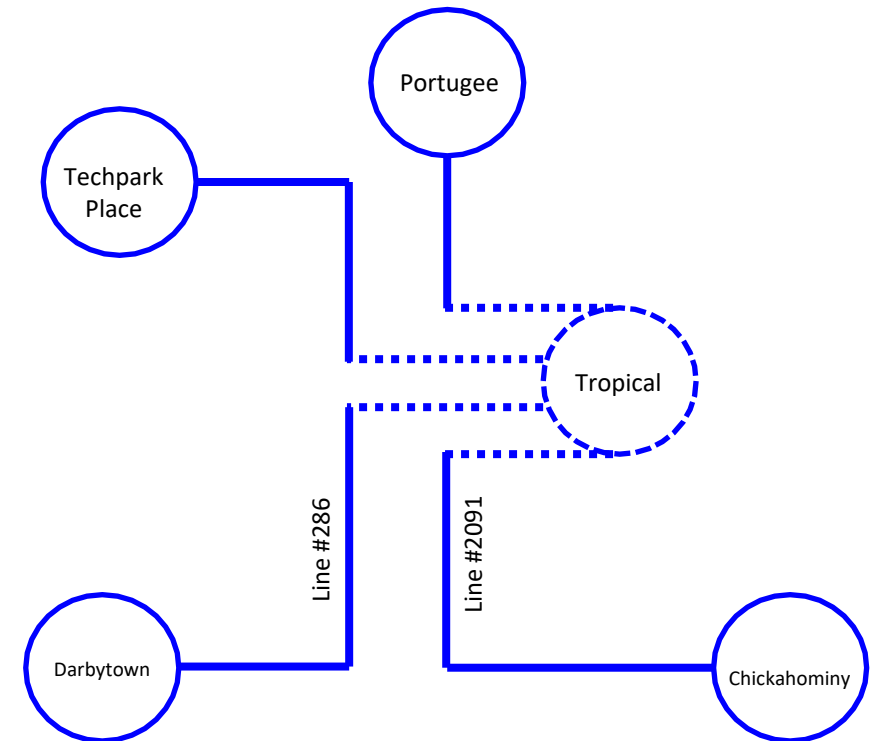 Portugee
Techpark
Place
Tropical
Line #286
Line #2091
Darbytown
Chickahominy